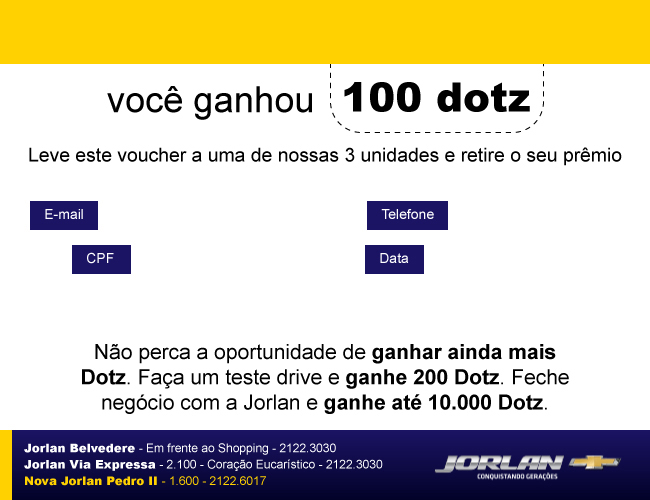 você ganhou 100 dotz
Leve este voucher a uma de nossas 3 unidades e retire o seu prêmio
E-mail Telefone
CPF Data
Não perca a oportunidade de ganhar ainda mais
Dotz. Faça um teste drive e ganhe 200 Dotz. Feche
negócio com a Jorlan e ganhe até 10.000 Dotz.
Jorlan Belvedere - Em frente ao Shopping - 2122.3030
Jorlan Via Expressa - 2.100 - Coração Eucarístico - 2122.3030
Nova Jorlan Pedro II - 1.600 - 2122.6017
JORLAN
CONQUISTANDO GERAÇÕES